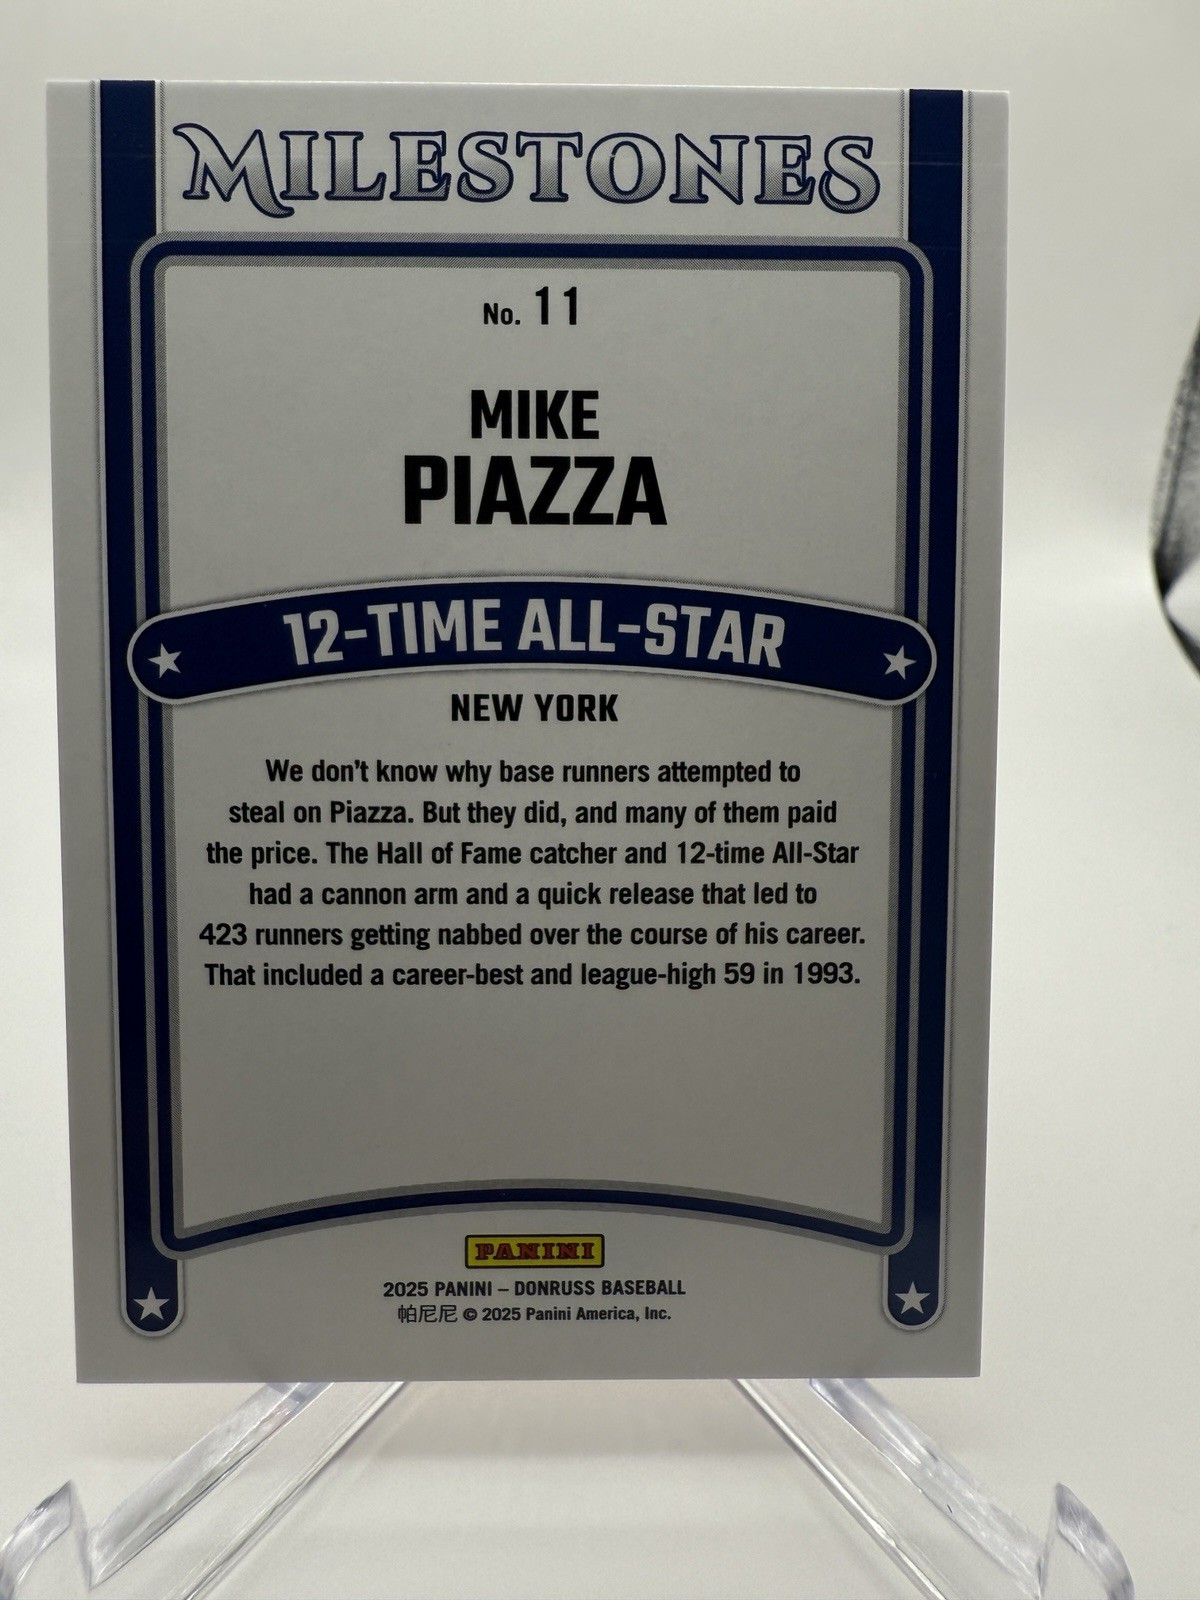 MILESTONES
No. 11
MIKE
PIAZZA
12-TIME ALL-STAR
NEW YORK
We don't know why base runners attempted to
steal on Piazza. But they did, and many of them paid
the price. The Hall of Fame catcher and 12-time All-Star
had a cannon arm and a quick release that led to
423 runners getting nabbed over the course of his career.
That included a career-best and league-high 59 in 1993.
PANINI
2025 PANINI – DONRUSS BASEBALL
帕尼尼 © 2025 Panini America, Inc.